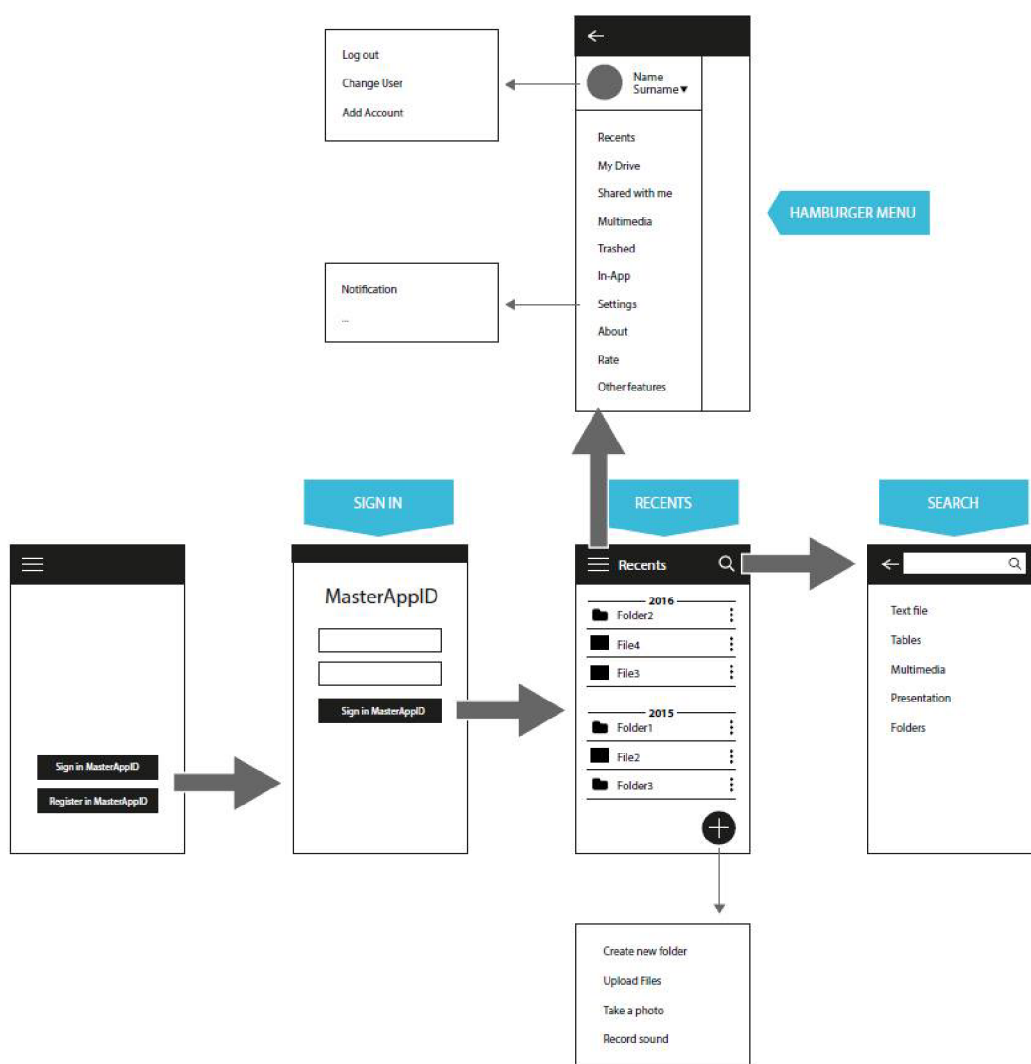 Log out
Change User
Add Account
Name
Surname▼
Recents
My Drive
Shared with me
Multimedia
Trashed
In-App
Settings
About
Rate
Other features
HAMBURGER MENU
Notification
...
SIGN IN
RECENTS
SEARCH
Sign in MasterAppID
Register in MasterAppID
MasterAppID
Sign in MasterAppID
Recents
2016
Folder2
File4
File3
2015
Folder1
File2
Folder3
Text file
Tables
Multimedia
Presentation
Folders
Create new folder
Upload Files
Take a photo
Record sound